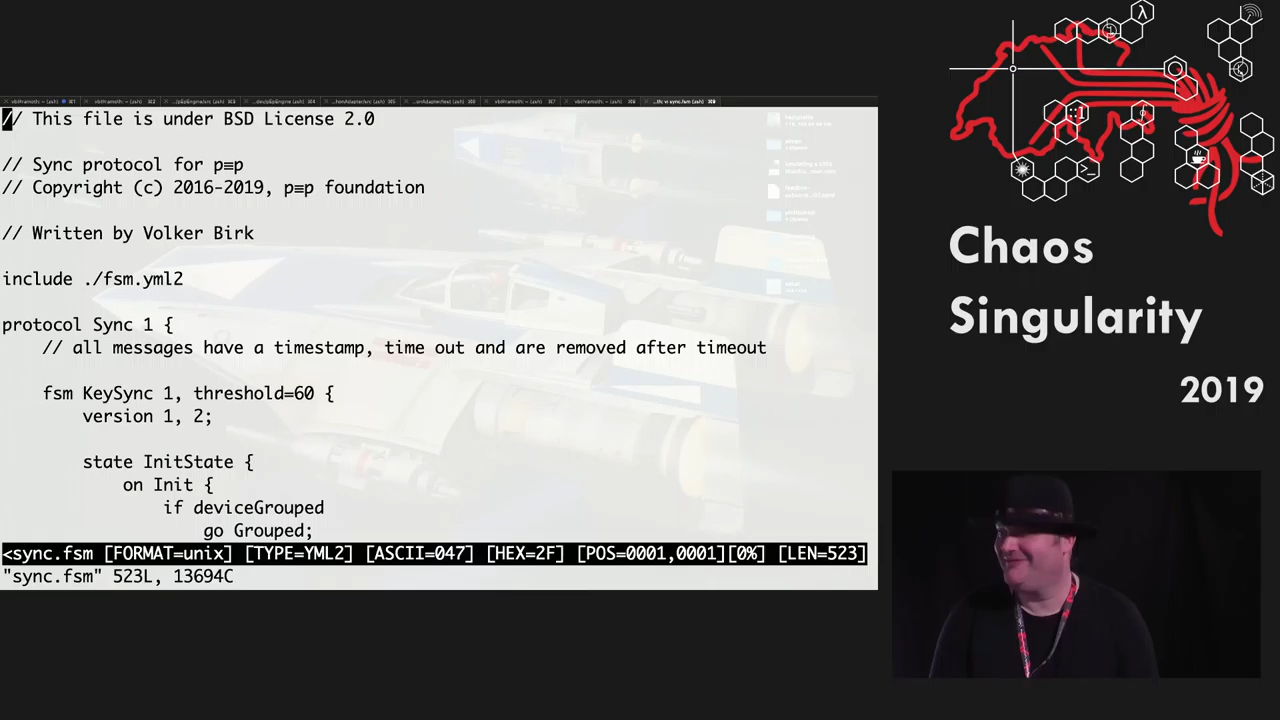 // This file is under BSD License 2.0
// Sync protocol for p≡p
// Copyright (c) 2016-2019, p≡p foundation
// Written by Volker Birk
include ./fsm.yml2
protocol Sync 1 {
// all messages have a timestamp, time out and are removed after timeout
fsm KeySync 1, threshold=60 {
version 1, 2;
state InitState {
on Init {
if deviceGrouped
go Grouped;
<sync.fsm [FORMAT=unix] [TYPE=YML2] [ASCII=047] [HEX=2F] [POS=0001,0001][0%] [LEN=523]
"sync.fsm" 523L, 13694C
Chaos
Singularity
2019